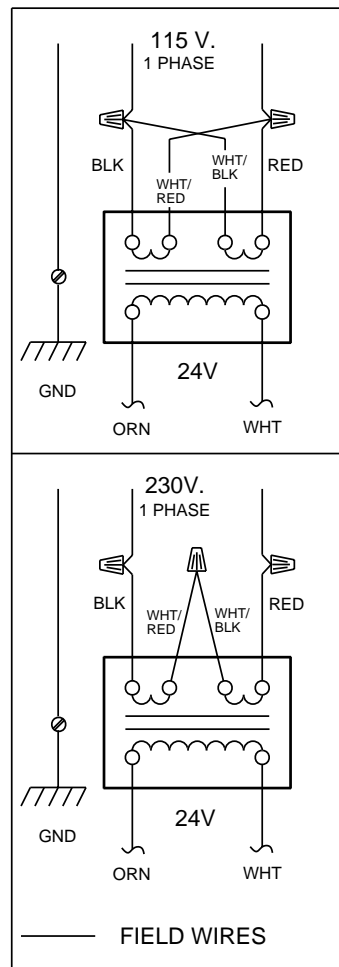 115 V.
1 PHASE
BLK
WHT/
RED
WHT/
BLK
RED
24V
GND
ORN
WHT
230V.
1 PHASE
BLK
WHT/
RED
WHT/
BLK
RED
24V
GND
ORN
WHT
FIELD WIRES